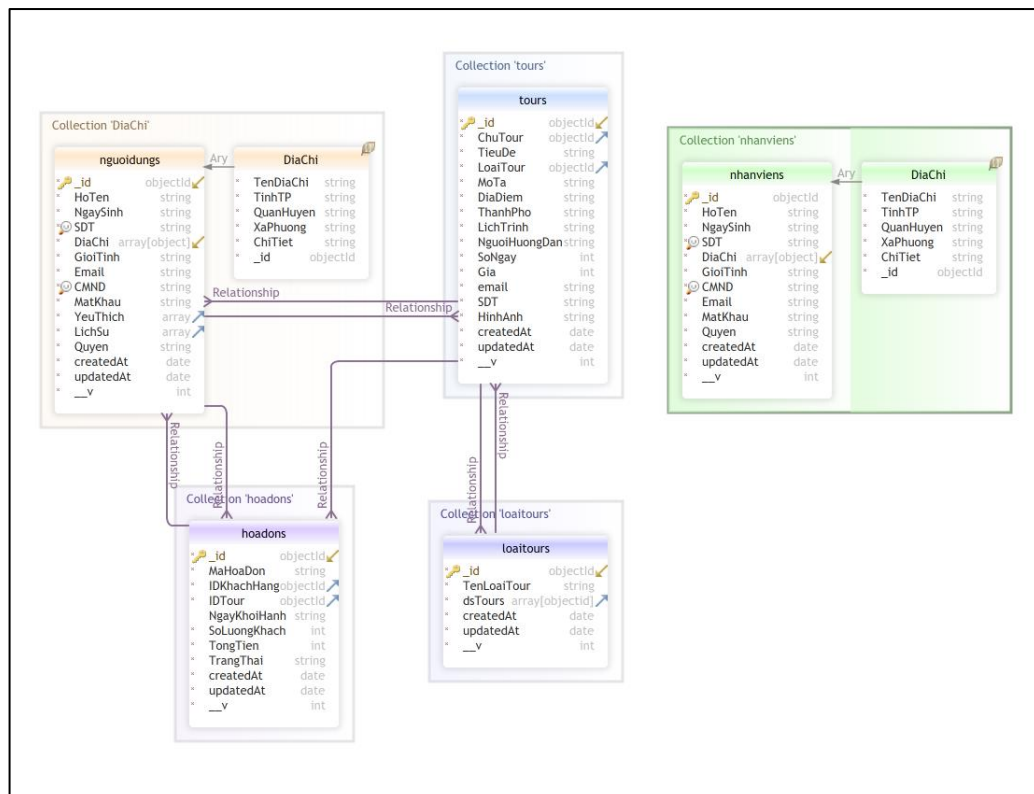 Collection 'tours'
tours
_id objectId
ChuTour objectId
TieuDe string
LoaiTour objectId
MoTa string
DiaDiem string
ThanhPho string
LichTrinh string
NguoiHuongDan string
SoNgay int
Gia int
email string
SDT string
HinhAnh string
createdAt date
updatedAt date
__v int
Collection 'DiaChi'
nguoidungs
_id objectId
HoTen string
NgaySinh string
SDT string
DiaChi array[object]
GioiTinh string
Email string
CMND string
MatKhau string
YeuThich array
LichSu array
Quyen string
createdAt date
updatedAt date
__v int
Ary
DiaChi
TenDiaChi string
TinhTP string
QuanHuyen string
XaPhuong string
ChiTiet string
_id objectId
Collection 'nhanviens'
nhanviens
_id objectId
HoTen string
NgaySinh string
SDT string
DiaChi array[object]
GioiTinh string
CMND string
Email string
MatKhau string
Quyen string
createdAt date
updatedAt date
__v int
Ary
DiaChi
TenDiaChi string
TinhTP string
QuanHuyen string
XaPhuong string
ChiTiet string
_id objectId
Relationship
Relationship
Relationship
Relationship
Relationship
Relationship
Relationship
Collection 'hoadons'
hoadons
_id objectId
MaHoaDon string
IDKhachHang objectId
IDTour objectId
NgayKhoiHanh string
SoLuongKhach int
TongTien int
TrangThai string
createdAt date
updatedAt date
__v int
Collection 'loaitours'
loaitours
_id objectId
TenLoaiTour string
dsTours array[objectid]
createdAt date
updatedAt date
__v int